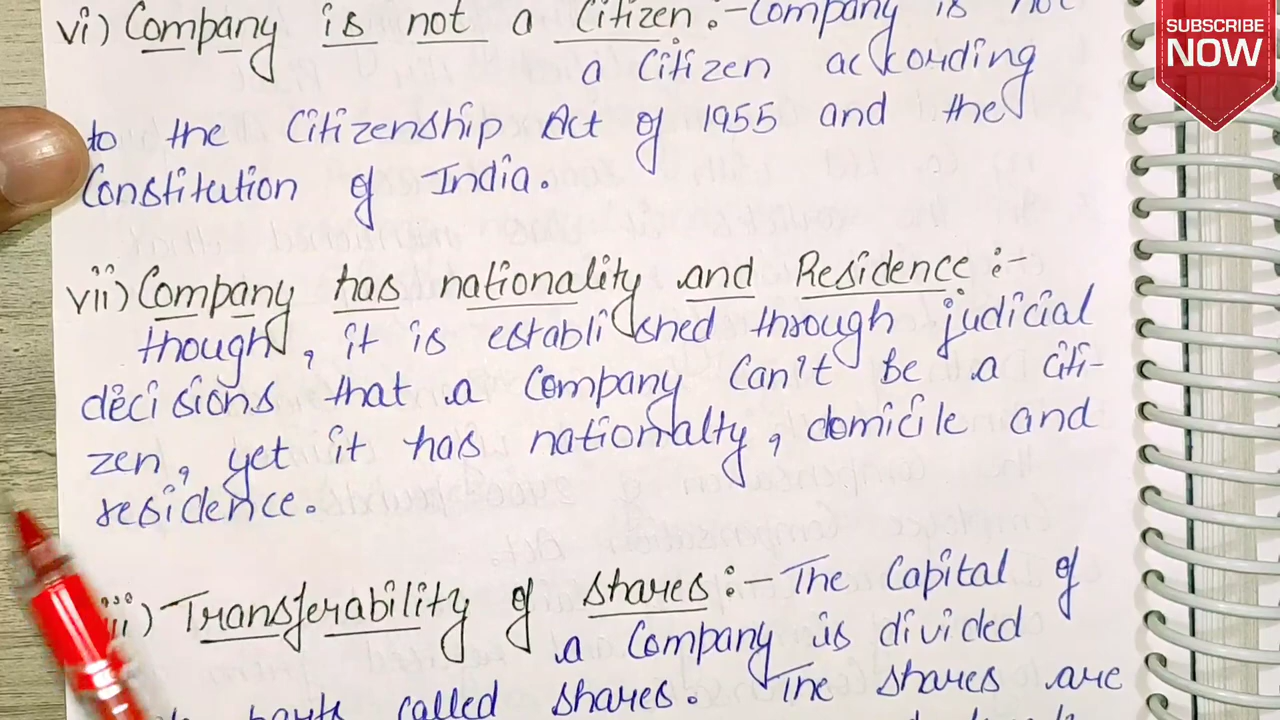 vi) Company is not a Citizen :- Company is not
a Citizen according
to the Citizenship Act of 1955 and the
Constitution of India.
vii) Company has nationality and Residence :-
though, it is established through judicial
decisions that a Company Can't be a citi-
zen, yet it has nationalty, domicile and
residence.
iii) Transferability of shares :- The Capital of
a Company is divided
parts called shares. The shares are
SUBSCRIBE
NOW